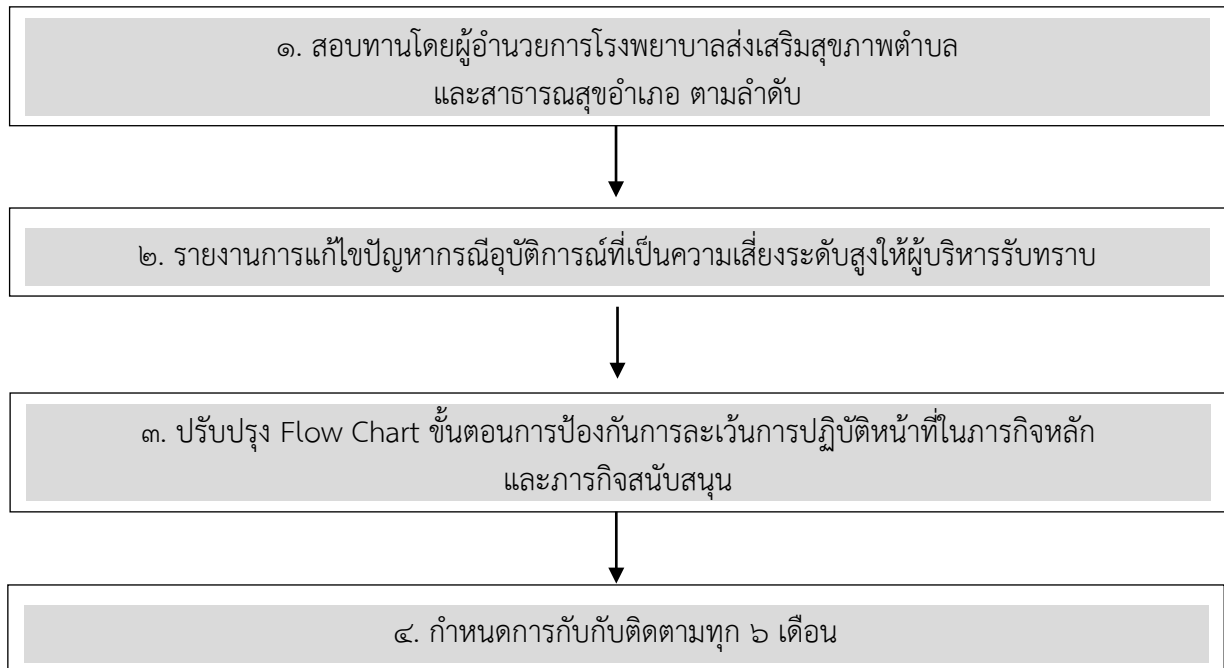 ๑. สอบทานโดยผู้อำนวยการโรงพยาบาลส่งเสริมสุขภาพตำบล
และสาธารณสุขอำเภอ ตามลำดับ
๒. รายงานการแก้ไขปัญหากรณีอุบัติการณ์ที่เป็นความเสี่ยงระดับสูงให้ผู้บริหารรับทราบ
๓. ปรับปรุง Flow Chart ขั้นตอนการป้องกันการละเว้นการปฏิบัติหน้าที่ในภารกิจหลัก
และภารกิจสนับสนุน
๔. กำหนดการกับกับติดตามทุก ๖ เดือน